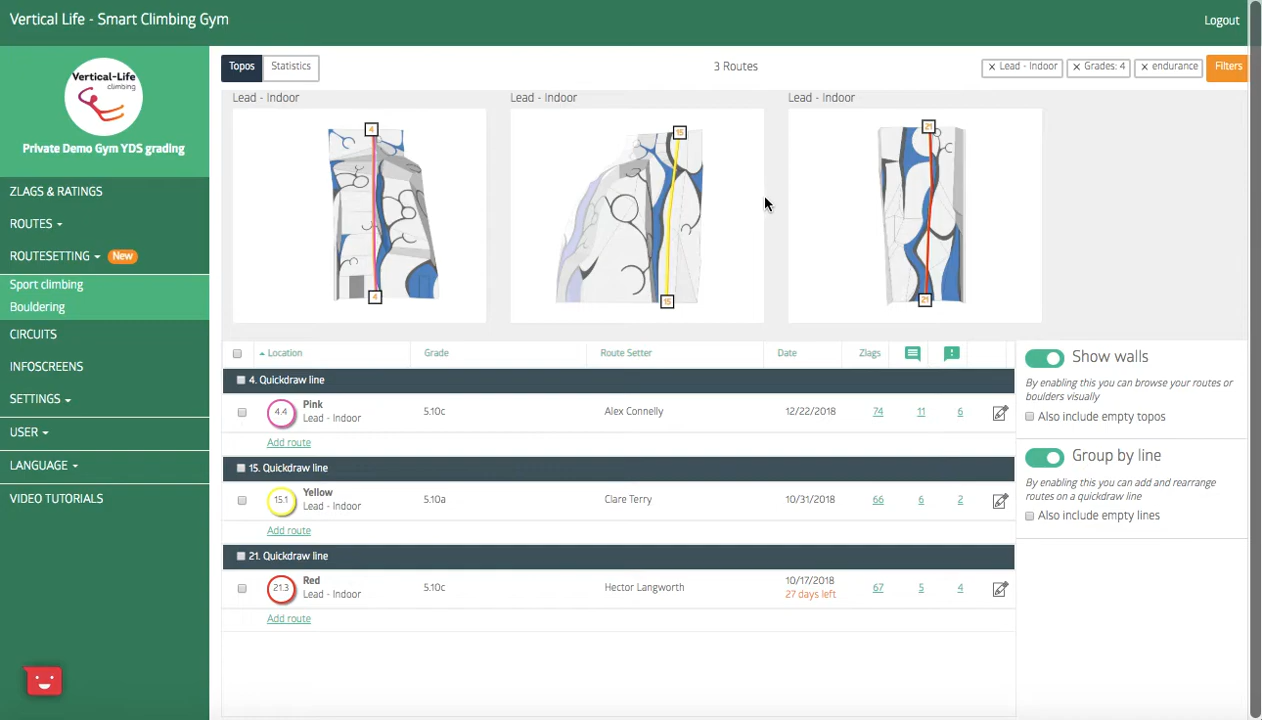 Vertical Life - Smart Climbing Gym
Logout
Vertical-Life
climbing
Private Demo Gym YDS grading
ZLAGS & RATINGS
ROUTES
ROUTESETTING New
Sport climbing
Bouldering
CIRCUITS
INFOSCREENS
SETTINGS
USER
LANGUAGE
VIDEO TUTORIALS
Topos Statistics 3 Routes × Lead - Indoor × Grades: 4 × endurance Filters
Lead - Indoor Lead - Indoor Lead - Indoor
4 15 21
4 15 21
Location Grade Route Setter Date Zlags
4. Quickdraw line
4.4 Pink 5.10c Alex Connelly 12/22/2018 74 11 6
Lead - Indoor
Add route
15. Quickdraw line
15.1 Yellow 5.10a Clare Terry 10/31/2018 66 6 2
Lead - Indoor
Add route
21. Quickdraw line
21.3 Red 5.10c Hector Langworth 10/17/2018 67 5 4
Lead - Indoor 27 days left
Add route
Show walls
By enabling this you can browse your routes or
boulders visually
Also include empty topos
Group by line
By enabling this you can add and rearrange
routes on a quickdraw line
Also include empty lines